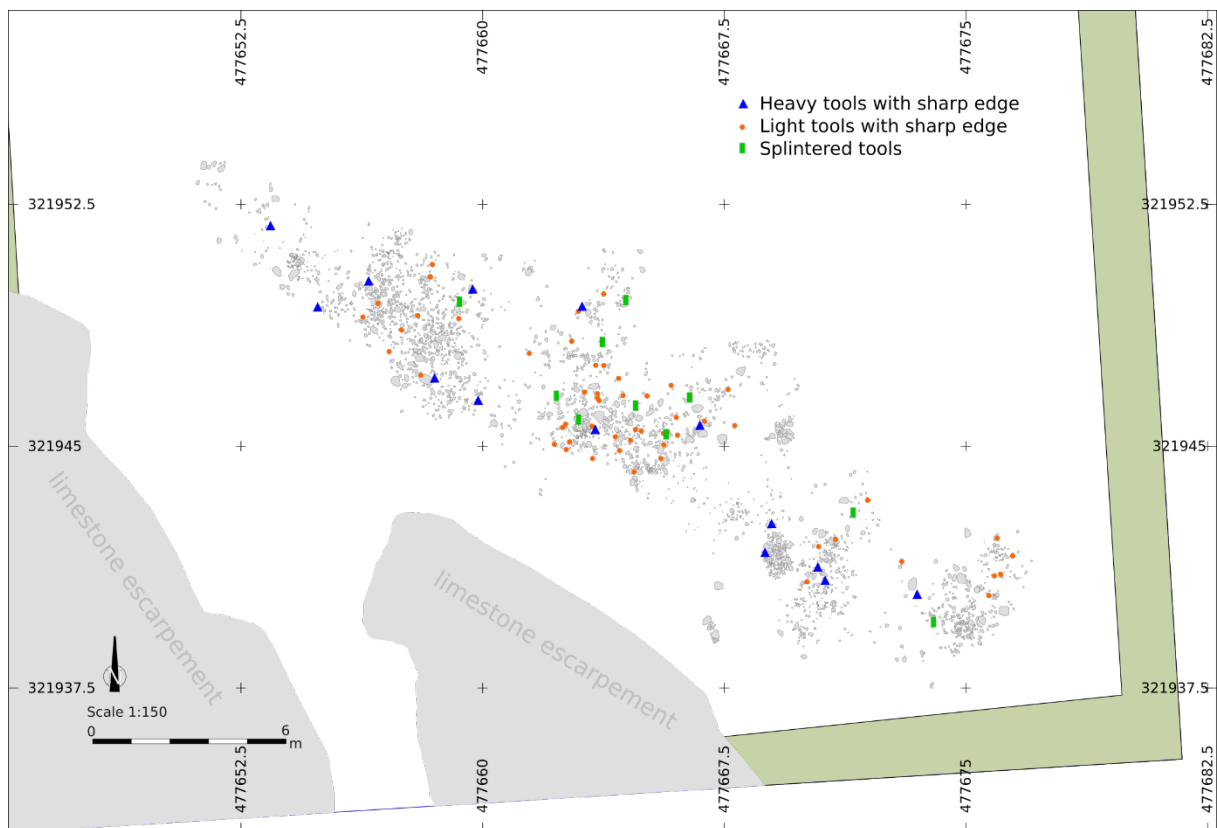 477652.5
477660
477667.5
477675
477682.5
Heavy tools with sharp edge
Light tools with sharp edge
Splintered tools
321952.5
321952.5
321945
321945
limestone escarpment
limestone escarpement
N
321937.5
321937.5
Scale 1:150
0
6
m
477652.5
477660
477667.5
477675
477682.5